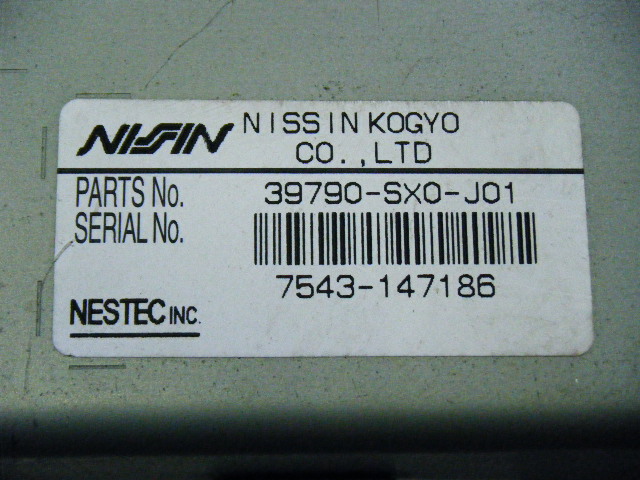 NISSIN NISSIN KOGYO
CO.,LTD
PARTS No. 39790-SX0-J01
SERIAL No.
7543-147186
NESTEC INC.